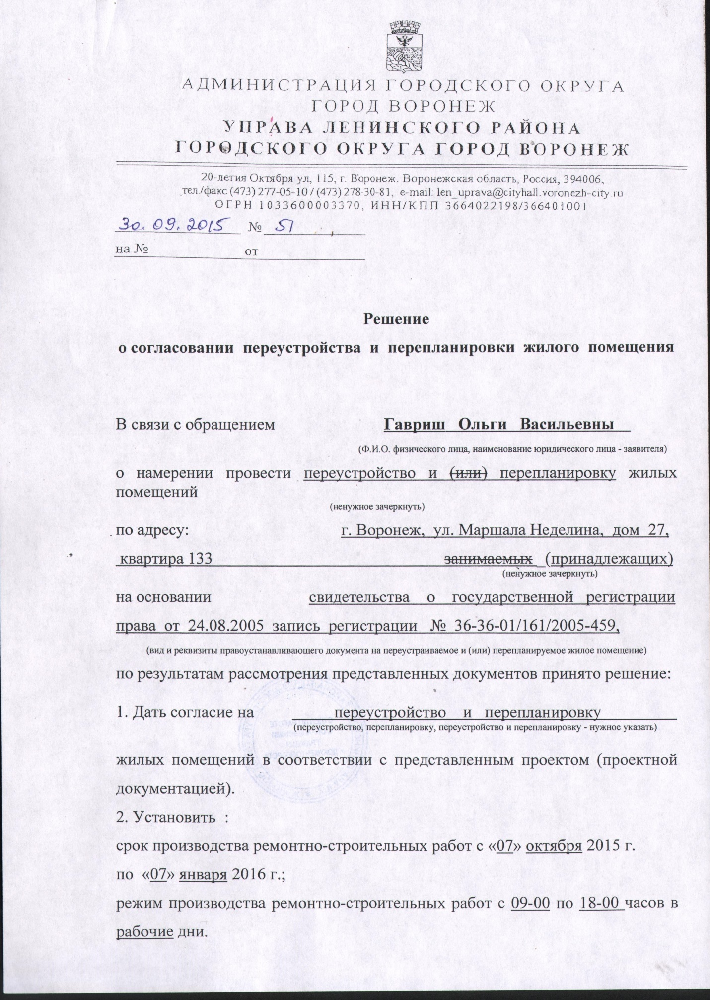 АДМИНИСТРАЦИЯ ГОРОДСКОГО ОКРУГА
ГОРОД ВОРОНЕЖ
УПРАВА ЛЕНИНСКОГО РАЙОНА
ГОРОДСКОГО ОКРУГА ГОРОД ВОРОНЕЖ
20-летия Октября ул, 115, г. Воронеж. Воронежская область, Россия, 394006,
тел./факс (473) 277-05-10 / (473) 278-30-81, e-mail: len_uprava@cityhall.voronezh-city.ru
ОГРН 1033600003370, ИНН/КПП 3664022198/366401001
30.09.2015 № 51
на № от
Решение
о согласовании переустройства и перепланировки жилого помещения
В связи с обращением Гавриш Ольги Васильевны
(Ф.И.О. физического лица, наименование юридического лица - заявителя)
о намерении провести переустройство и (или) перепланировку жилых
помещений
(ненужное зачеркнуть)
по адресу: г. Воронеж, ул. Маршала Неделина, дом 27,
квартира 133 занимаемых (принадлежащих)
(ненужное зачеркнуть)
на основании свидетельства о государственной регистрации
права от 24.08.2005 запись регистрации № 36-36-01/161/2005-459,
(вид и реквизиты правоустанавливающего документа на переустраиваемое и (или) перепланируемое жилое помещение)
по результатам рассмотрения представленных документов принято решение:
1. Дать согласие на переустройство и перепланировку
(переустройство, перепланировку, переустройство и перепланировку - нужное указать)
жилых помещений в соответствии с представленным проектом (проектной
документацией).
2. Установить :
срок производства ремонтно-строительных работ с «07» октября 2015 г.
по «07» января 2016 г.;
режим производства ремонтно-строительных работ с 09-00 по 18-00 часов в
рабочие дни.